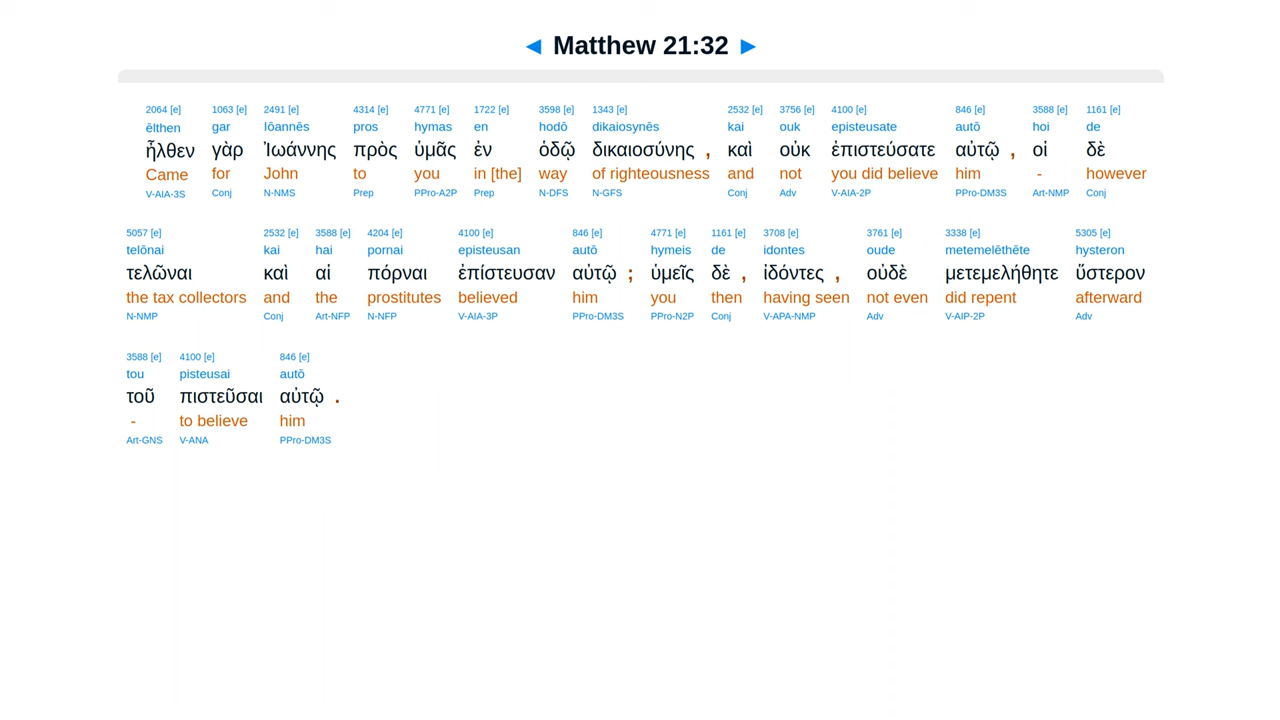 ◄ Matthew 21:32 ►
2064 [e] 1063 [e] 2491 [e] 4314 [e] 4771 [e] 1722 [e] 3598 [e] 1343 [e] 2532 [e] 3756 [e] 4100 [e] 846 [e] 3588 [e] 1161 [e]
ēlthen gar Iōannēs pros hymas en hodō dikaiosynēs kai ouk episteusate autō hoi de
ἦλθεν γὰρ Ἰωάννης πρὸς ὑμᾶς ἐν ὁδῷ δικαιοσύνης , καὶ οὐκ ἐπιστεύσατε αὐτῷ , οἱ δὲ
Came for John to you in [the] way of righteousness and not you did believe him - however
V-AIA-3S Conj N-NMS Prep PPro-A2P Prep N-DFS N-GFS Conj Adv V-AIA-2P PPro-DM3S Art-NMP Conj
5057 [e] 2532 [e] 3588 [e] 4204 [e] 4100 [e] 846 [e] 4771 [e] 1161 [e] 3708 [e] 3761 [e] 3338 [e] 5305 [e]
telōnai kai hai pornai episteusan autō hymeis de idontes oude metemelēthēte hysteron
τελῶναι καὶ αἱ πόρναι ἐπίστευσαν αὐτῷ ; ὑμεῖς δὲ , ἰδόντες , οὐδὲ μετεμελήθητε ὕστερον
the tax collectors and the prostitutes believed him you then having seen not even did repent afterward
N-NMP Conj Art-NFP N-NFP V-AIA-3P PPro-DM3S PPro-N2P Conj V-APA-NMP Adv V-AIP-2P Adv
3588 [e] 4100 [e] 846 [e]
tou pisteusai autō
τοῦ πιστεῦσαι αὐτῷ .
- to believe him
Art-GNS V-ANA PPro-DM3S